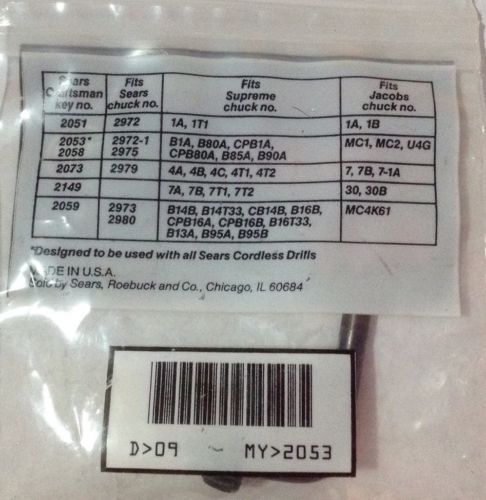 Sears Craftsman key no. Fits Sears chuck no. Fits Supreme chuck no. Fits Jacobs chuck no.
2051 2972 1A, 1T1 1A, 1B
2053* 2972-1 B1A, B80A, CPB1A, MC1, MC2, U4G
2058 2975 CPB80A, B85A, B90A
2073 2979 4A, 4B, 4C, 4T1, 4T2 7, 7B, 7-1A
2149 7A, 7B, 7T1, 7T2 30, 30B
2059 2973 B14B, B14T33, CB14B, B16B, MC4K61
2980 CPB16A, CPB16B, B16T33,
B13A, B95A, B95B
*Designed to be used with all Sears Cordless Drills
MADE IN U.S.A.
Sold by Sears, Roebuck and Co., Chicago, IL 60684
D>09 ~ MY>2053